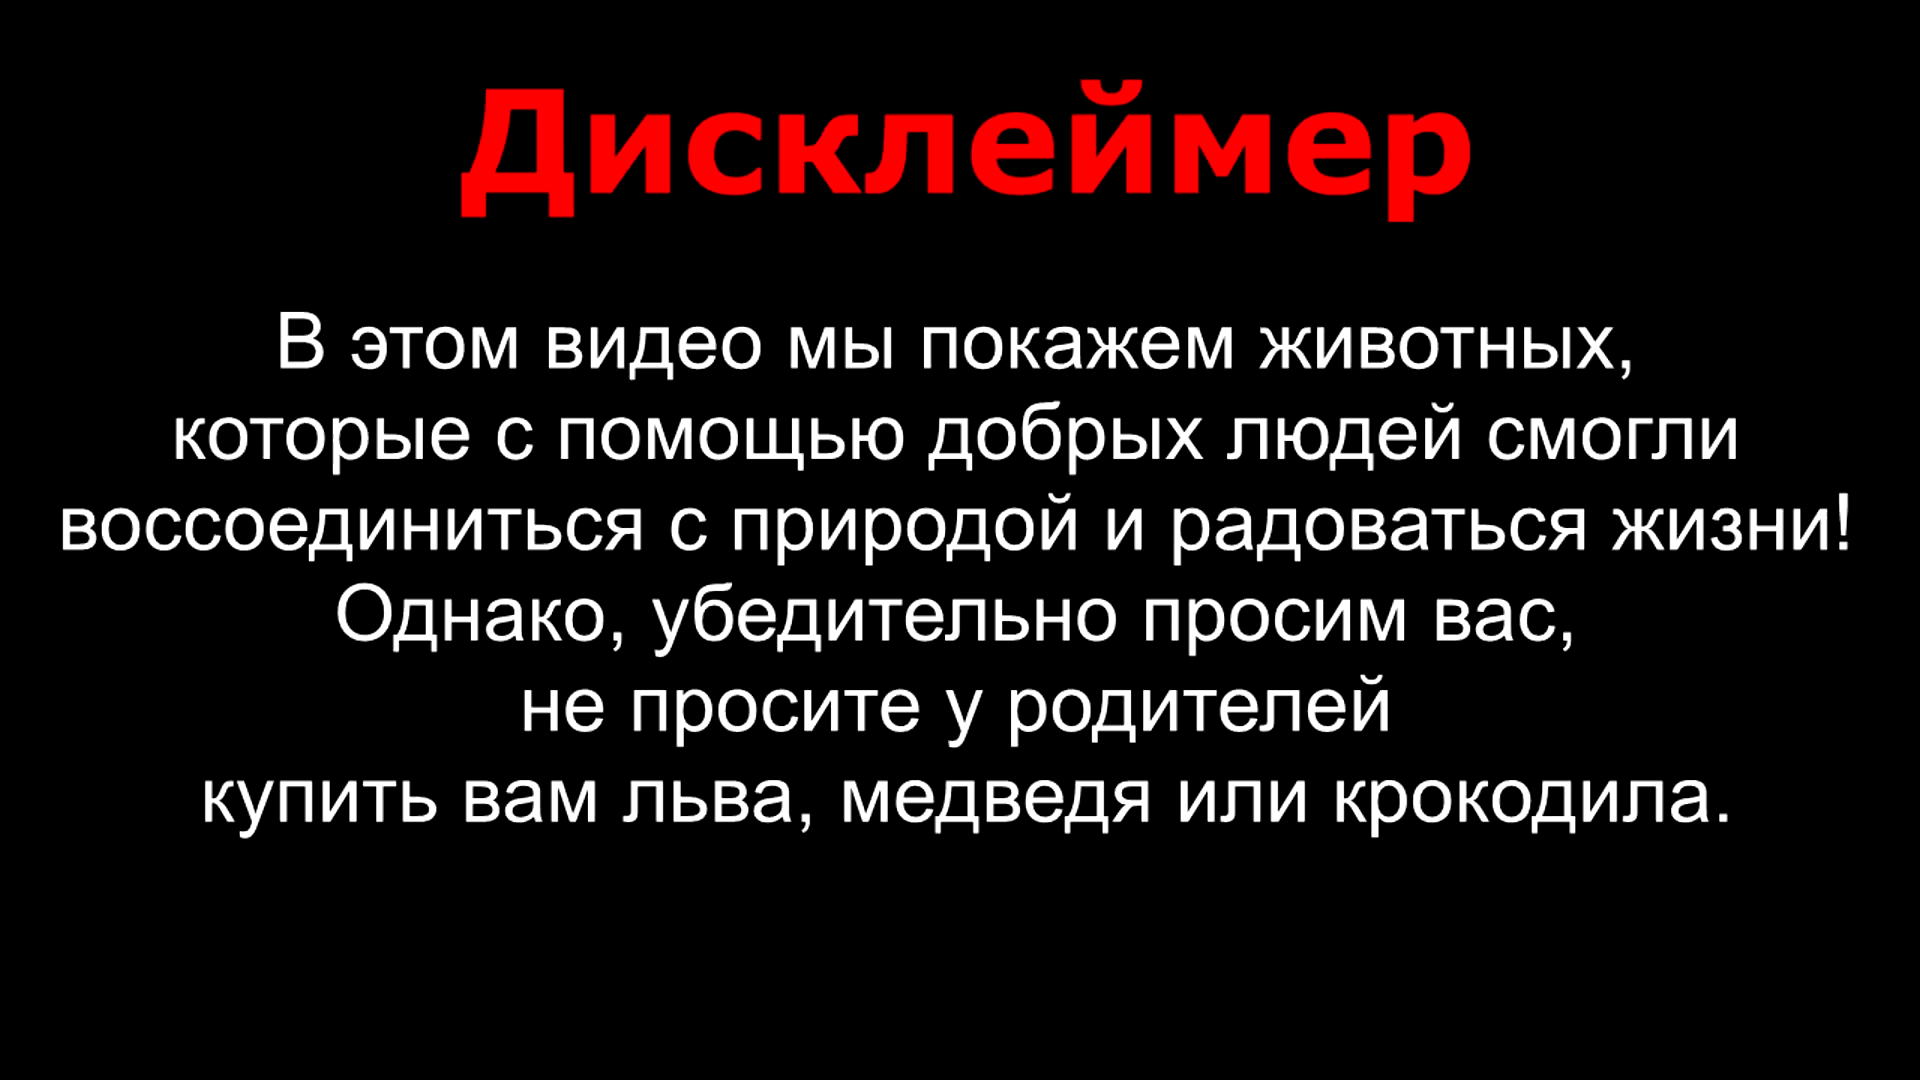 Дисклеймер
В этом видео мы покажем животных,
которые с помощью добрых людей смогли
воссоединиться с природой и радоваться жизни!
Однако, убедительно просим вас,
не просите у родителей
купить вам льва, медведя или крокодила.